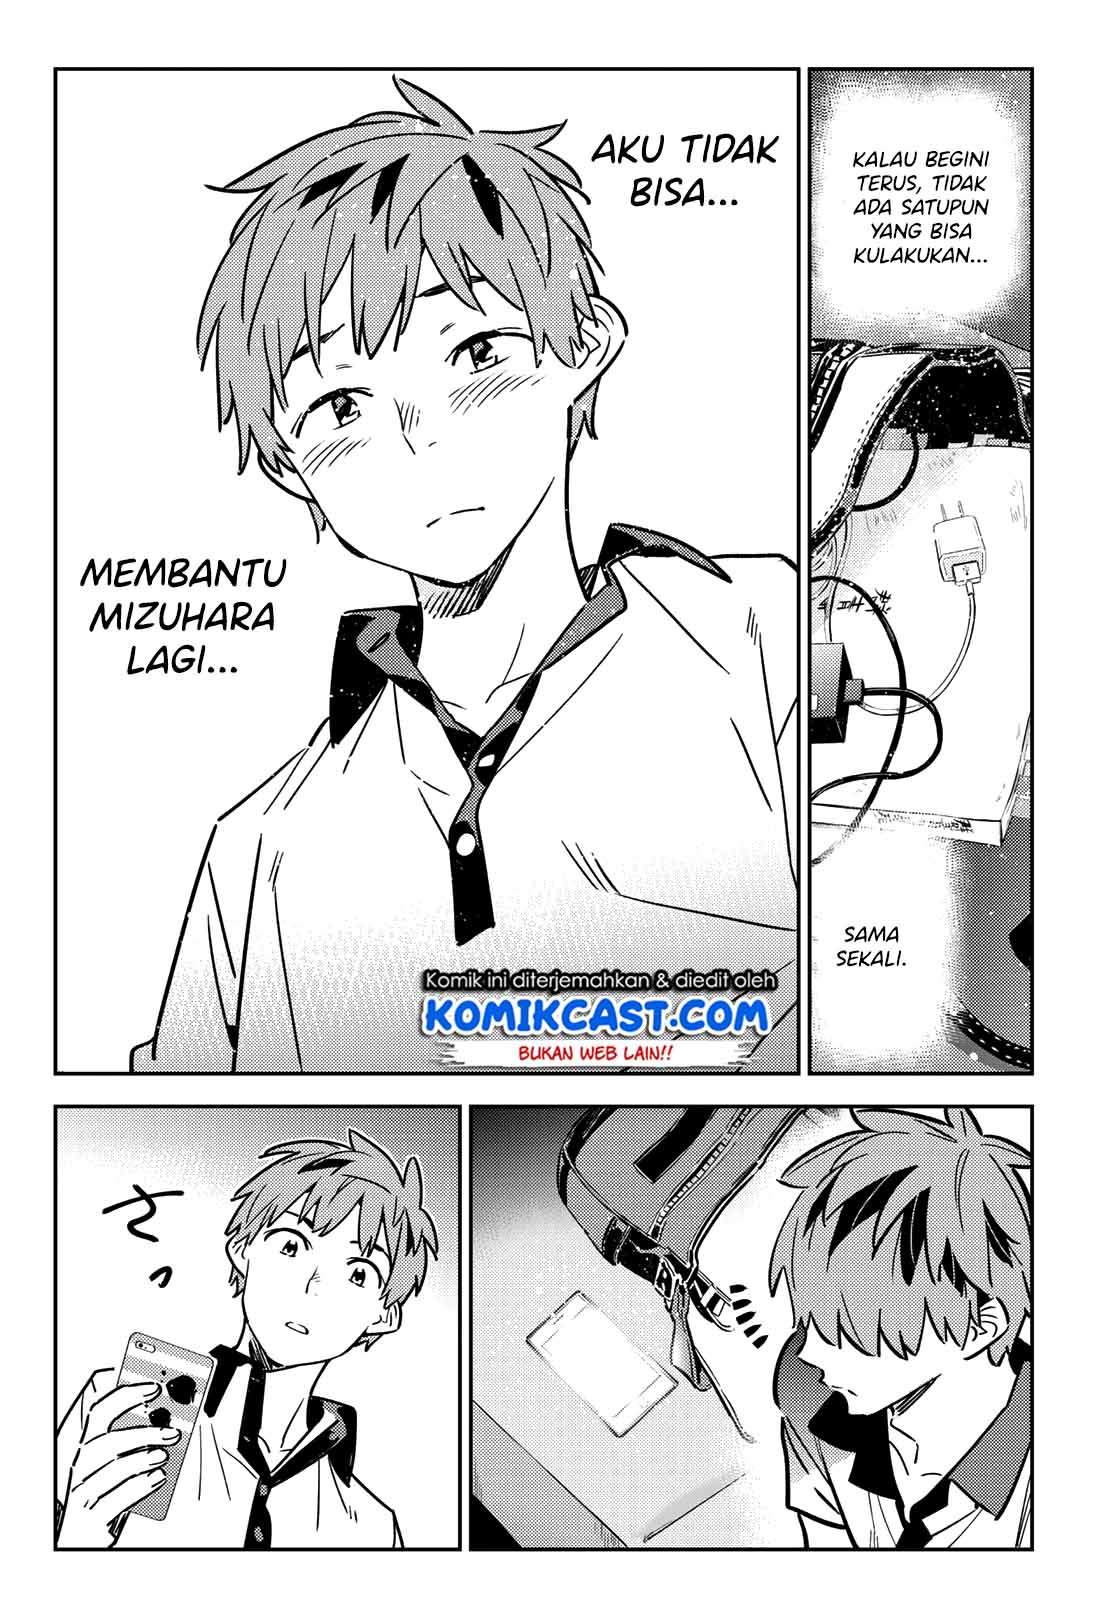 KALAU BEGINI
TERUS, TIDAK
ADA SATUPUN
YANG BISA
KULAKUKAN...
SAMA
SEKALI.
AKU TIDAK
BISA...
MEMBANTU
MIZUHARA
LAGI...
Komik ini diterjemahkan & diedit oleh
KOMIKCAST.COM
BUKAN WEB LAIN!!
さっ